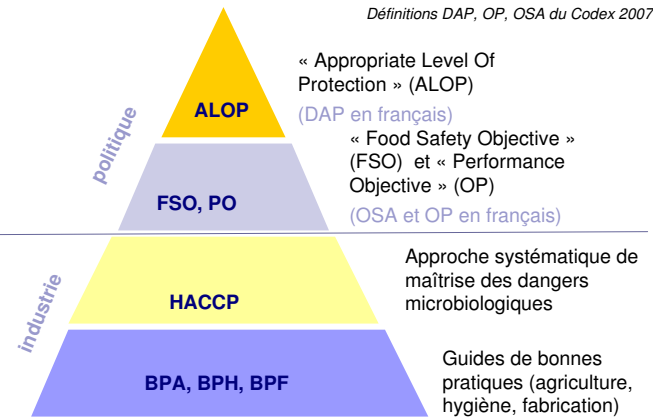 Définitions DAP, OP, OSA du Codex 2007
« Appropriate Level Of
Protection » (ALOP)
(DAP en français)
ALOP
politique
« Food Safety Objective »
(FSO) et « Performance
Objective » (OP)
(OSA et OP en français)
FSO, PO
Approche systématique de
maîtrise des dangers
microbiologiques
HACCP
industrie
Guides de bonnes
pratiques (agriculture,
hygiène, fabrication)
BPA, BPH, BPF